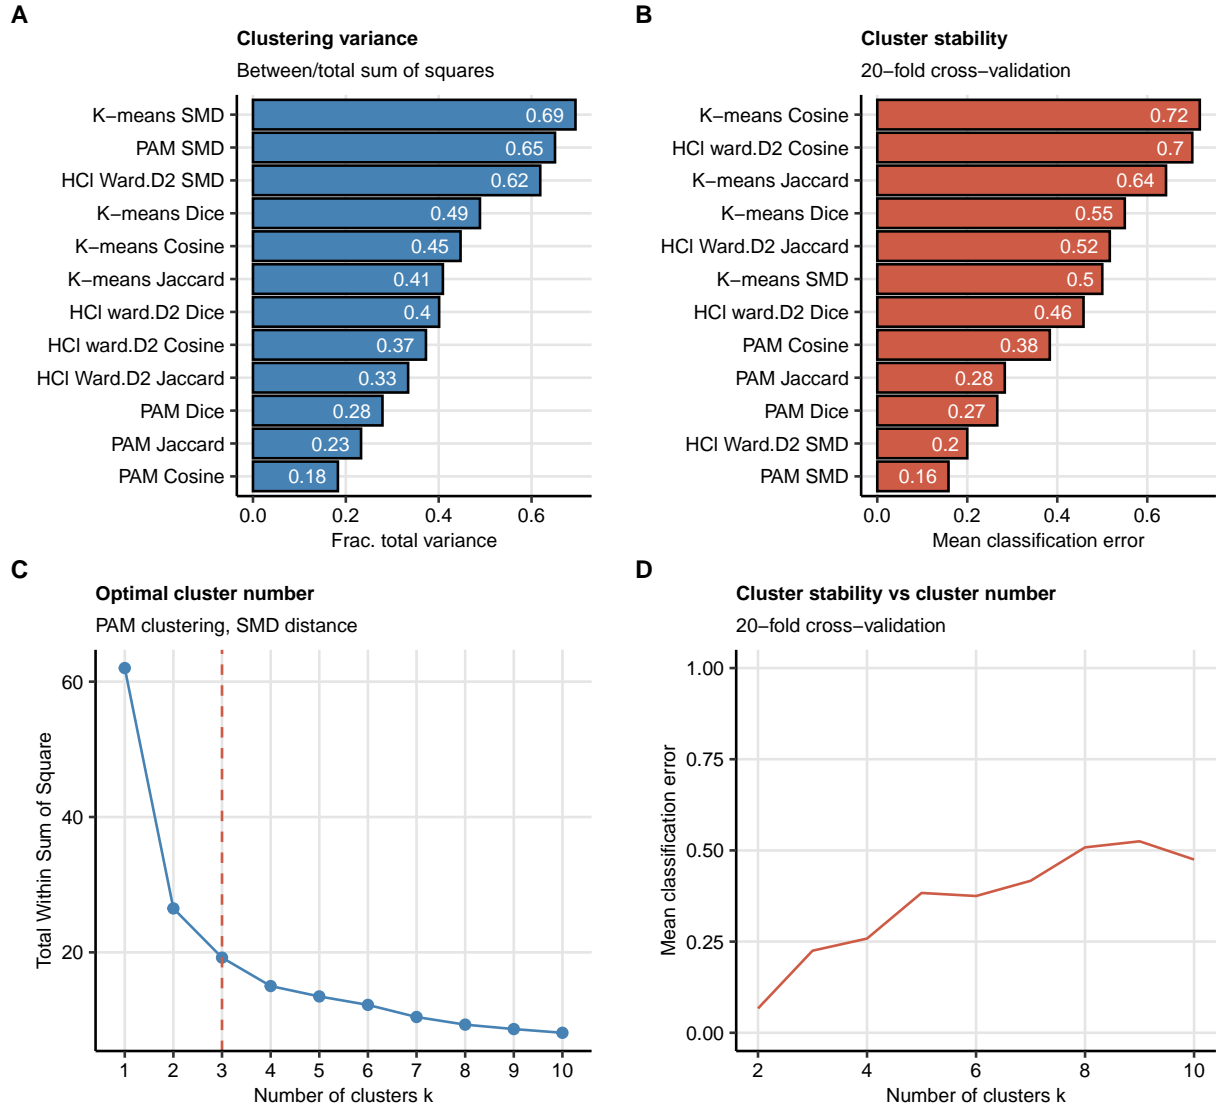 A
Clustering variance
Between/total sum of squares
K−means SMD 0.69
PAM SMD 0.65
HCl Ward.D2 SMD 0.62
K−means Dice 0.49
K−means Cosine 0.45
K−means Jaccard 0.41
HCl ward.D2 Dice 0.4
HCl ward.D2 Cosine 0.37
HCl Ward.D2 Jaccard 0.33
PAM Dice 0.28
PAM Jaccard 0.23
PAM Cosine 0.18
0.0 0.2 0.4 0.6
Frac. total variance
B
Cluster stability
20−fold cross−validation
K−means Cosine 0.72
HCl ward.D2 Cosine 0.7
K−means Jaccard 0.64
K−means Dice 0.55
HCl Ward.D2 Jaccard 0.52
K−means SMD 0.5
HCl ward.D2 Dice 0.46
PAM Cosine 0.38
PAM Jaccard 0.28
PAM Dice 0.27
HCl Ward.D2 SMD 0.2
PAM SMD 0.16
0.0 0.2 0.4 0.6
Mean classification error
C
Optimal cluster number
PAM clustering, SMD distance
Total Within Sum of Square
60
40
20
1 2 3 4 5 6 7 8 9 10
Number of clusters k
D
Cluster stability vs cluster number
20−fold cross−validation
Mean classification error
1.00
0.75
0.50
0.25
0.00
2 4 6 8 10
Number of clusters k